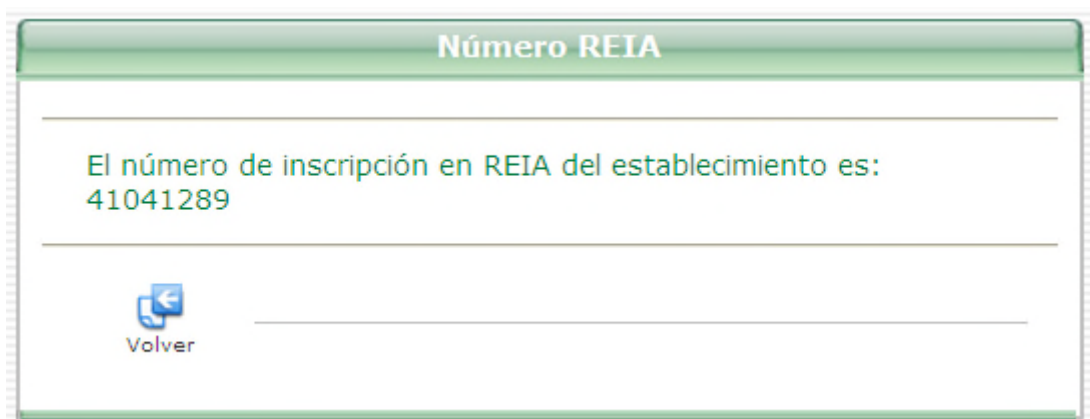 Número REIA
El número de inscripción en REIA del establecimiento es:
41041289
Volver